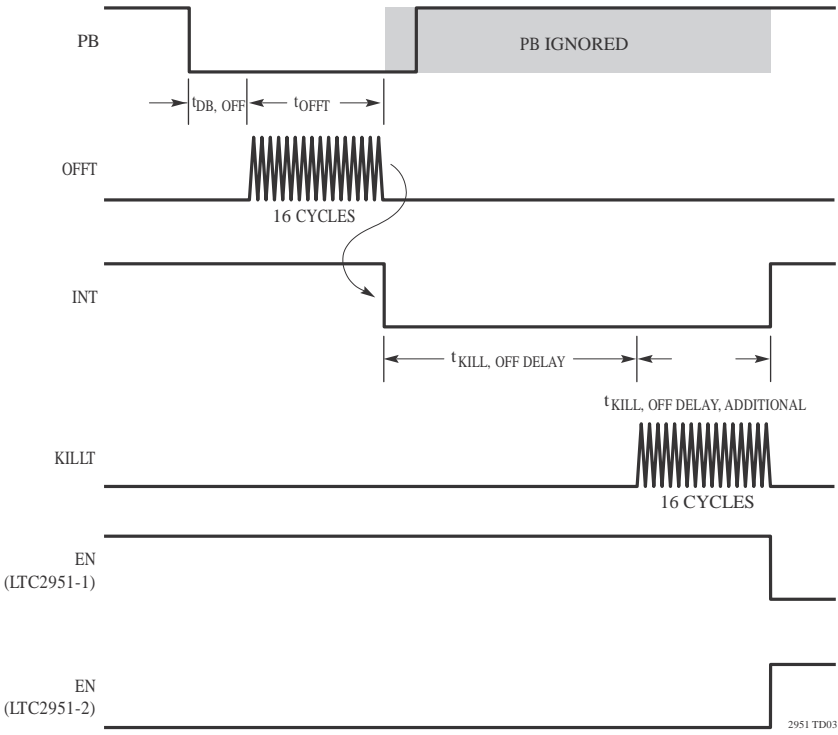 PB
PB IGNORED
tDB, OFF
tOFFT
OFFT
16 CYCLES
INT
tKILL, OFF DELAY
tKILL, OFF DELAY, ADDITIONAL
KILLT
16 CYCLES
EN
(LTC2951-1)
EN
(LTC2951-2)
2951 TD03